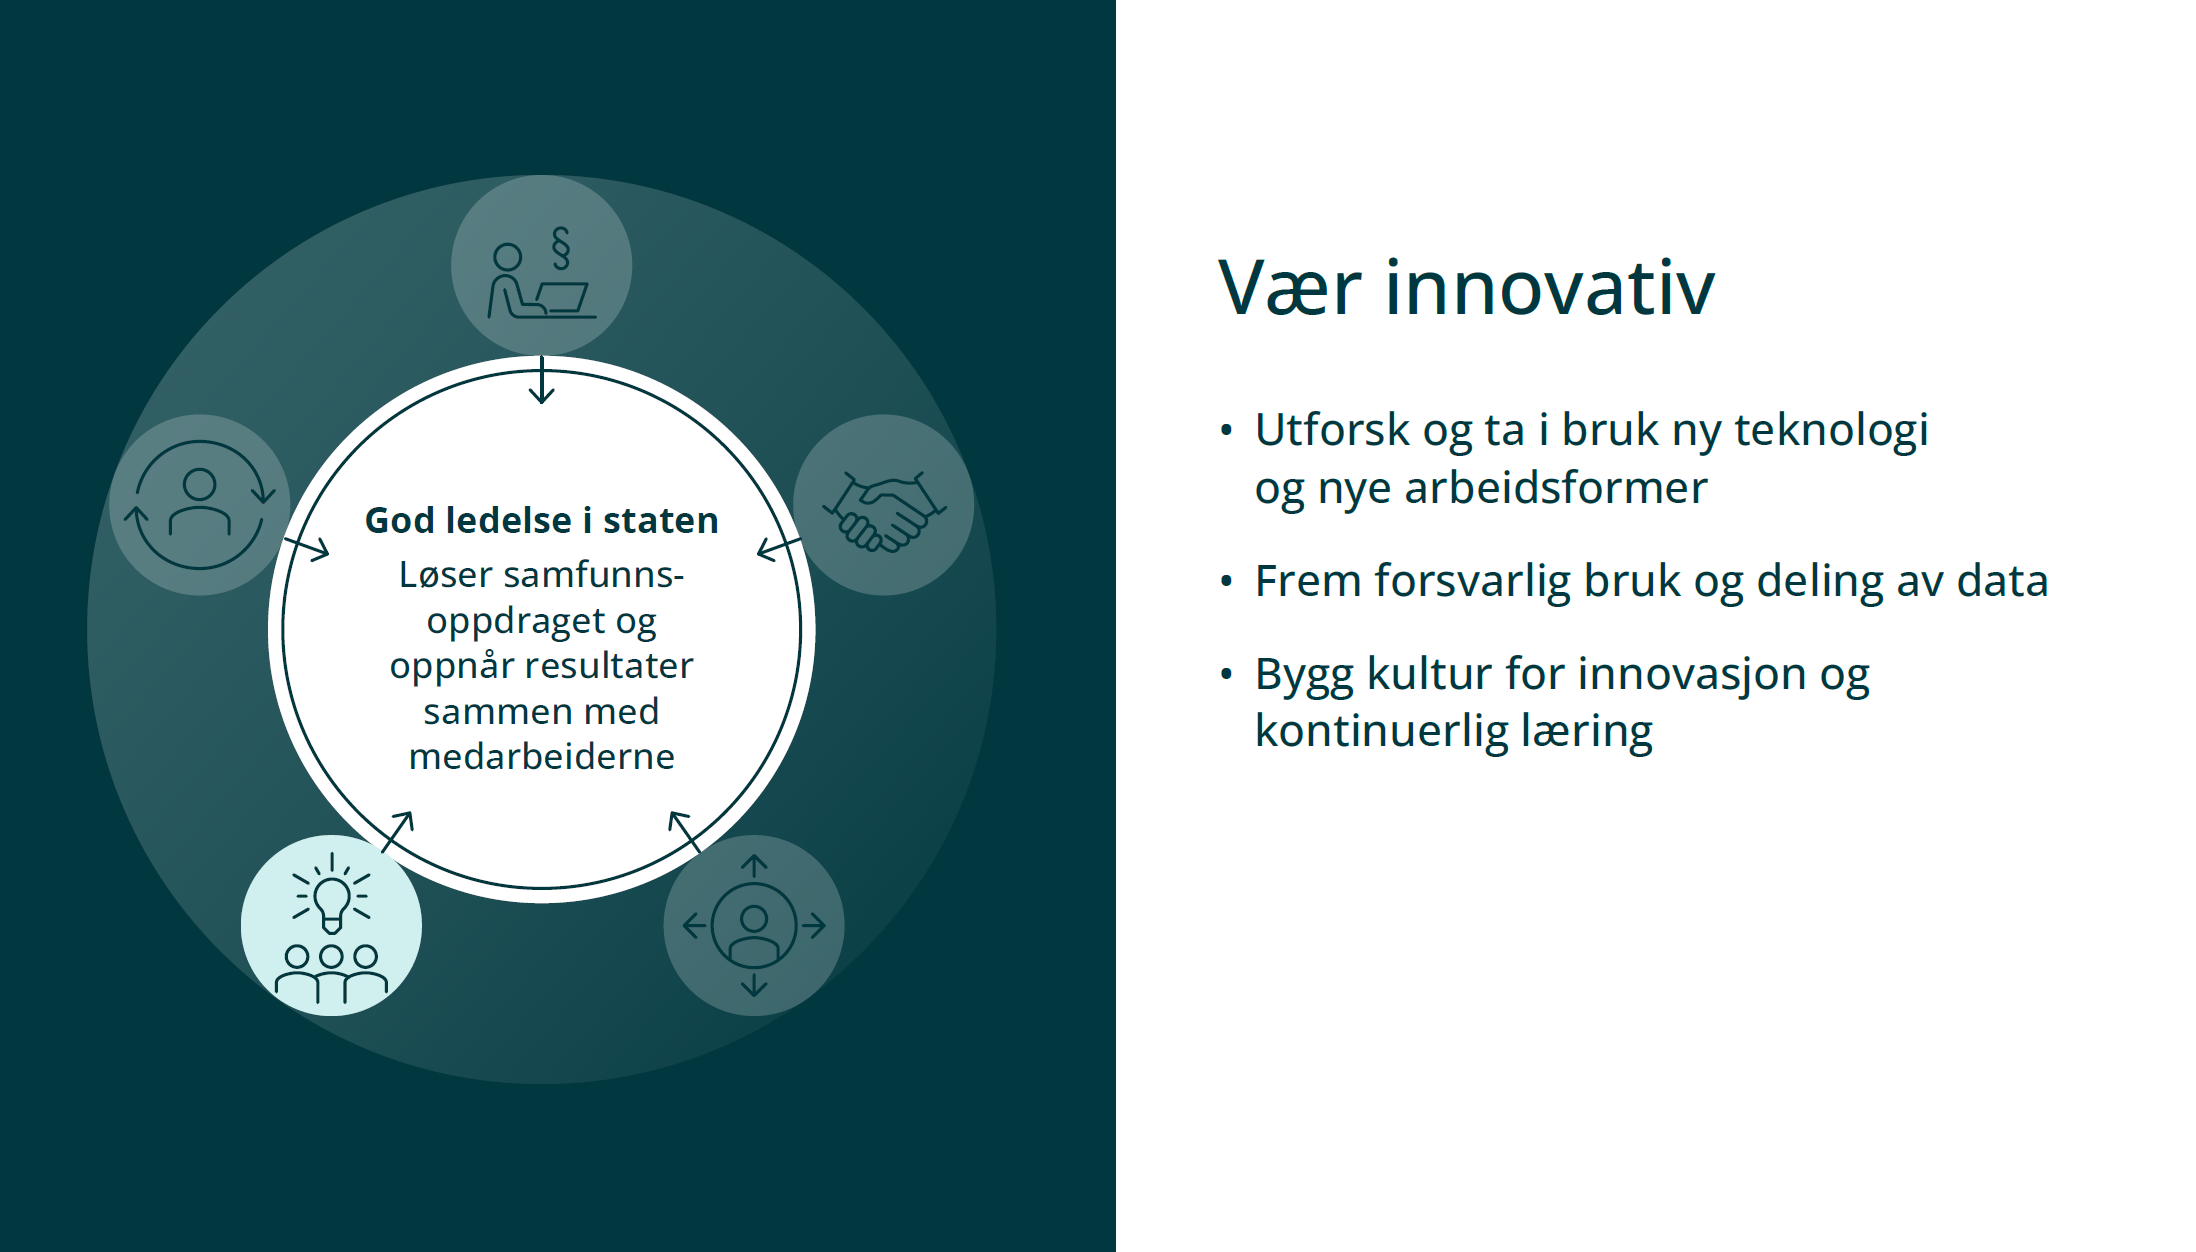 §
God ledelse i staten
Løser samfunns-
oppdraget og
oppnår resultater
sammen med
medarbeiderne
Vær innovativ
• Utforsk og ta i bruk ny teknologi
og nye arbeidsformer
• Frem forsvarlig bruk og deling av data
• Bygg kultur for innovasjon og
kontinuerlig læring